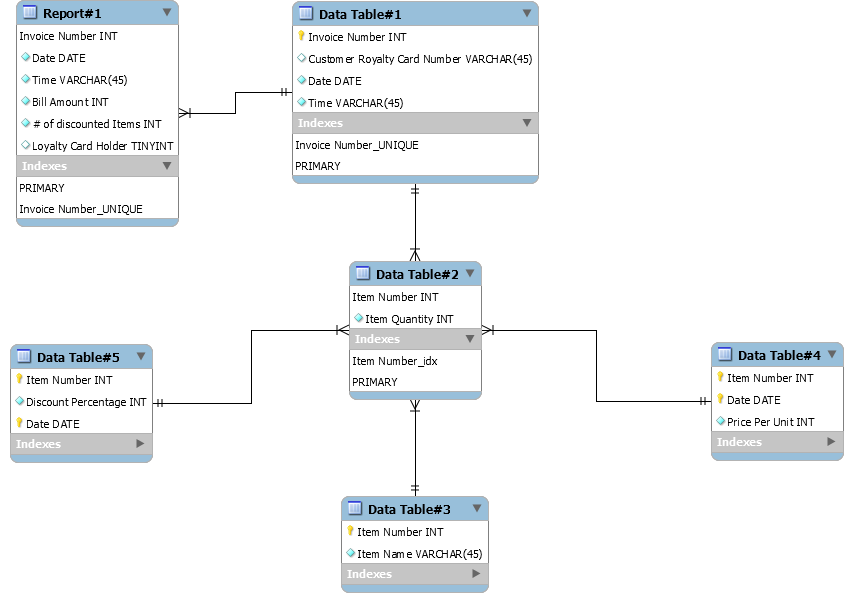 Report#1
Invoice Number INT
Date DATE
Time VARCHAR(45)
Bill Amount INT
# of discounted Items INT
Loyalty Card Holder TINYINT
Indexes
PRIMARY
Invoice Number_UNIQUE
Data Table#1
Invoice Number INT
Customer Royalty Card Number VARCHAR(45)
Date DATE
Time VARCHAR(45)
Indexes
Invoice Number_UNIQUE
PRIMARY
Data Table#2
Item Number INT
Item Quantity INT
Indexes
Item Number_idx
PRIMARY
Data Table#5
Item Number INT
Discount Percentage INT
Date DATE
Indexes
Data Table#4
Item Number INT
Date DATE
Price Per Unit INT
Indexes
Data Table#3
Item Number INT
Item Name VARCHAR(45)
Indexes